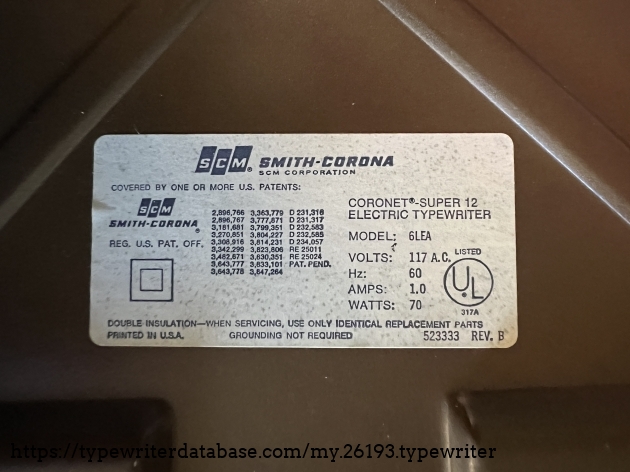 SCM® SMITH-CORONA
SCM CORPORATION
COVERED BY ONE OR MORE U.S. PATENTS:
SCM
SMITH-CORONA®
REG. U.S. PAT. OFF.
2,896,766 3,363,779 D 231,316
2,896,767 3,777,871 D 231,317
3,181,681 3,799,351 D 232,583
3,270,851 3,804,227 D 232,585
3,308,916 3,814,231 D 234,057
3,342,299 3,823,806 RE 25011
3,482,671 3,630,351 RE 25024
3,643,777 3,633,101 PAT. PEND.
3,643,778 3,647,264
CORONET®-SUPER 12
ELECTRIC TYPEWRITER
MODEL: 6LEA
VOLTS: 117 A.C.
Hz: 60
AMPS: 1.0
WATTS: 70
LISTED
UL
317A
DOUBLE-INSULATION—WHEN SERVICING, USE ONLY IDENTICAL REPLACEMENT PARTS
PRINTED IN U.S.A. GROUNDING NOT REQUIRED 523333 REV. B
https://typewriterdatabase.com/my.26193.typewriter